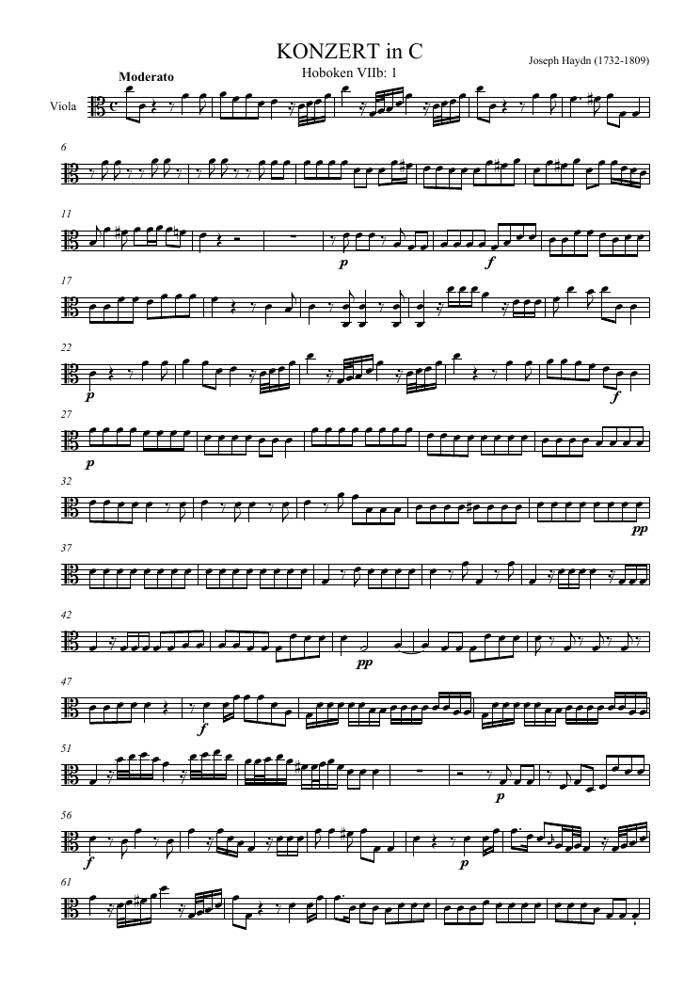 KONZERT in C
Hoboken VIIb: 1
Joseph Haydn (1732-1809)
Moderato
Viola
6
11
p
f
17
22
p
f
27
p
32
pp
37
42
pp
47
f
51
p
56
f
p
61